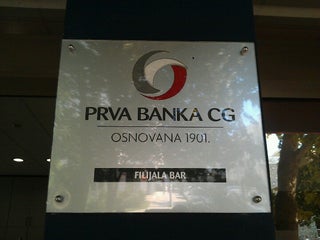 PRVA BANKA CG
OSNOVANA 1901.
FILIJALA BAR